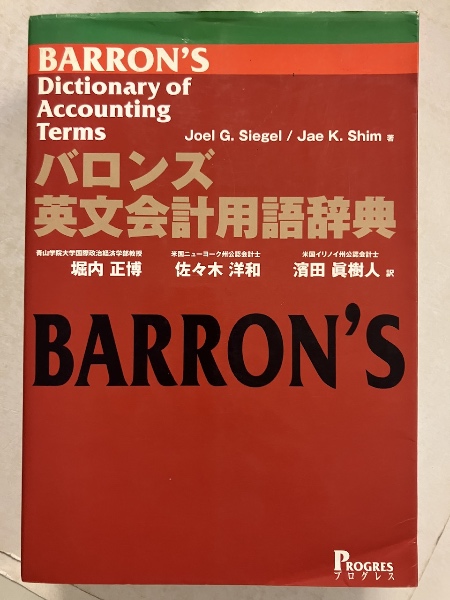 BARRON'S
Dictionary of
Accounting
Terms
Joel G. Siegel / Jae K. Shim 著
バロンズ
英文会計用語辞典
青山学院大学国際政治経済学部教授 米国ニューヨーク州公認会計士 米国イリノイ州公認会計士
堀内 正博 佐々木 洋和 濱田 眞樹人 訳
BARRON'S
PROGRES
プログレス